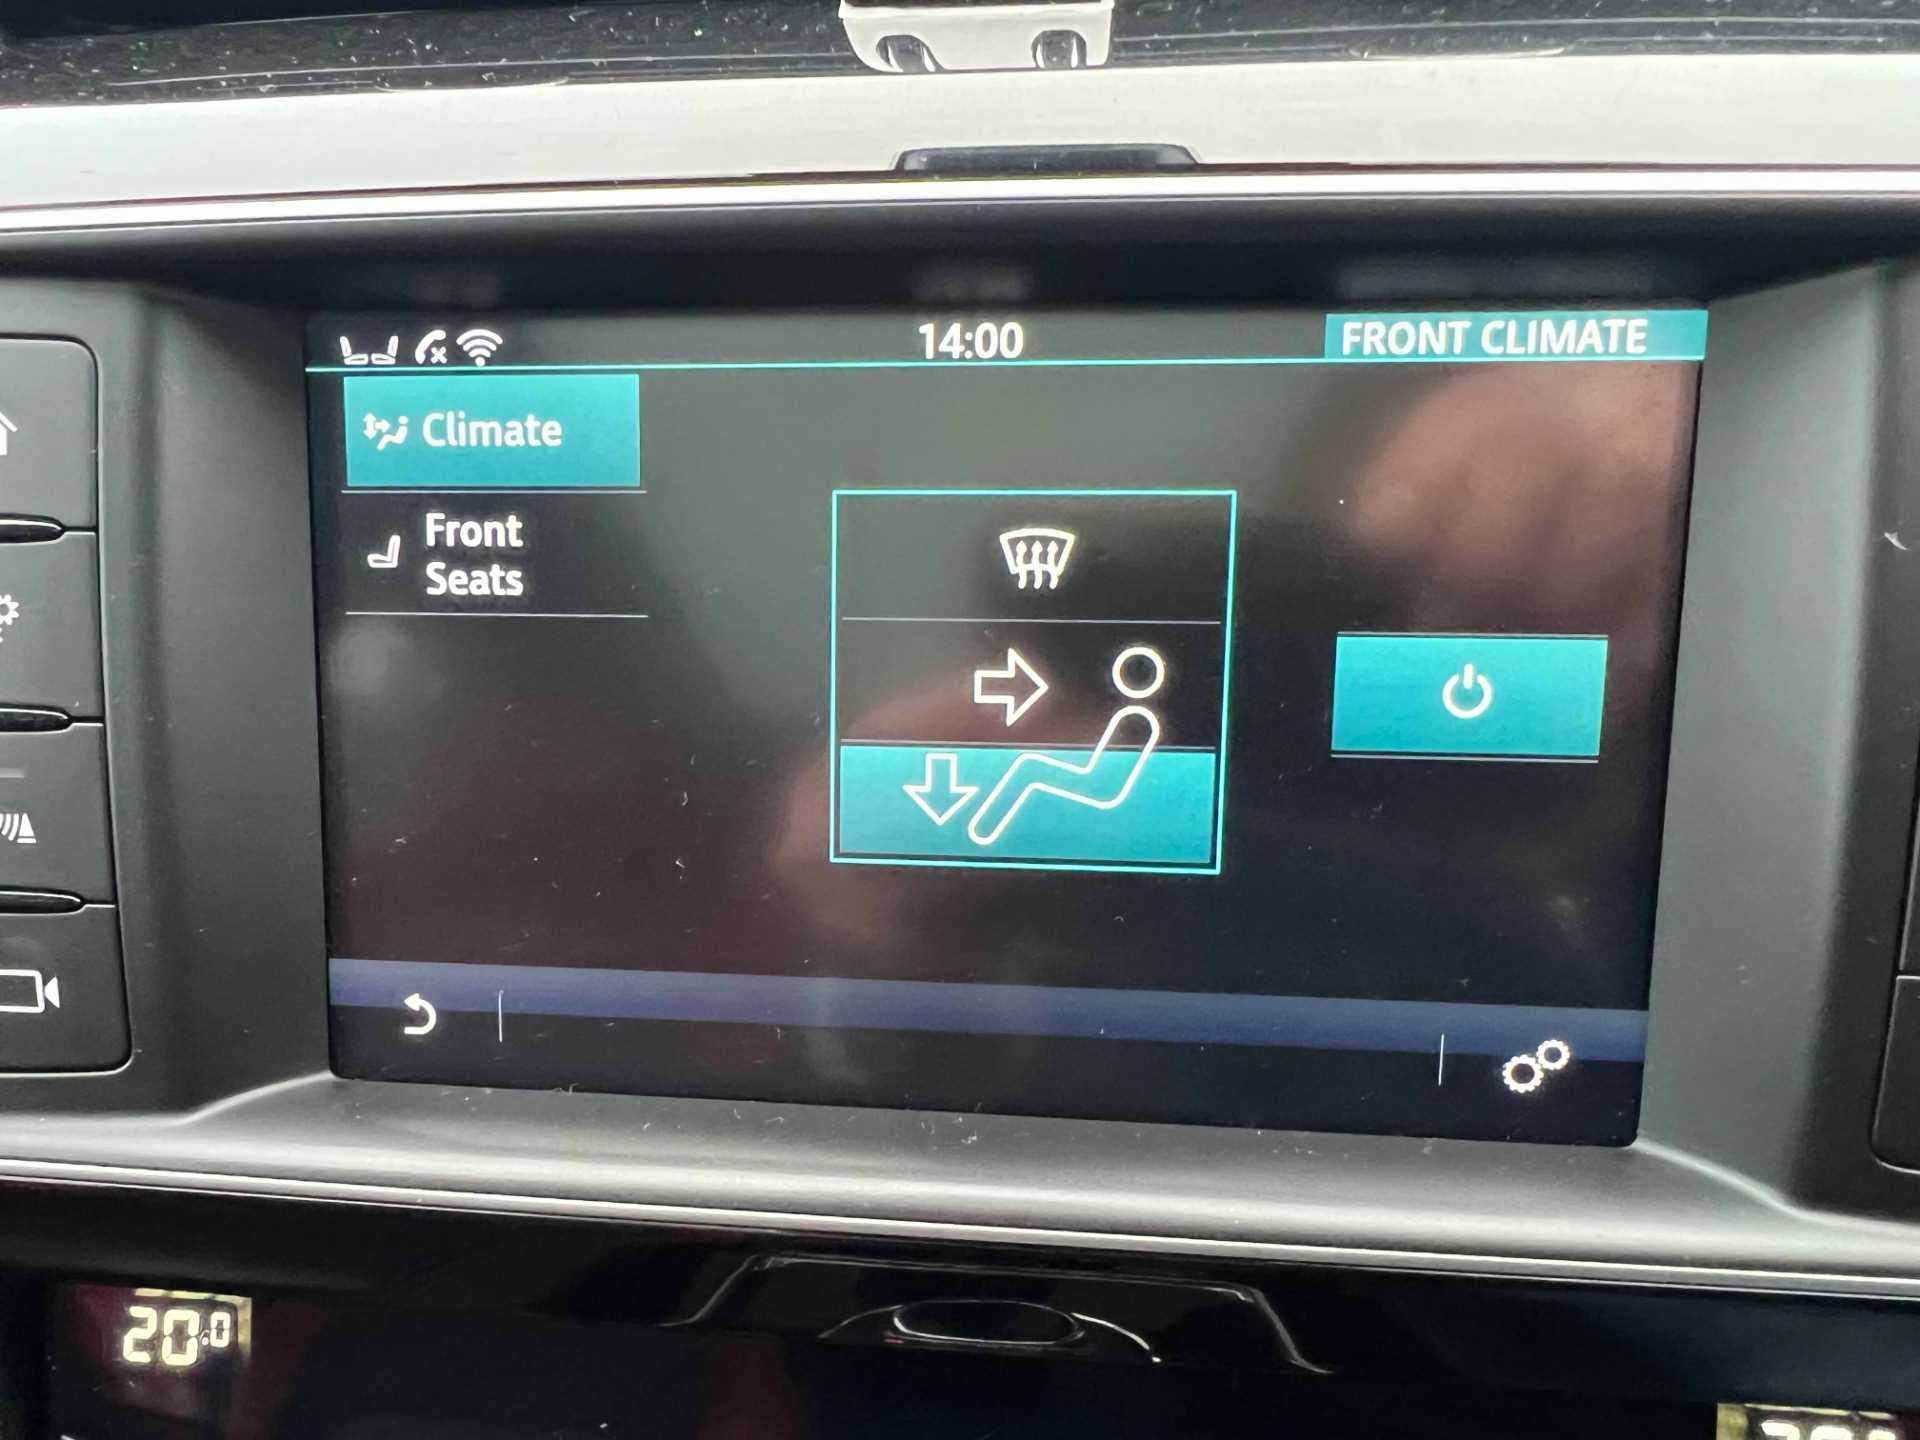 14:00
FRONT CLIMATE
Climate
Front
Seats
20.0